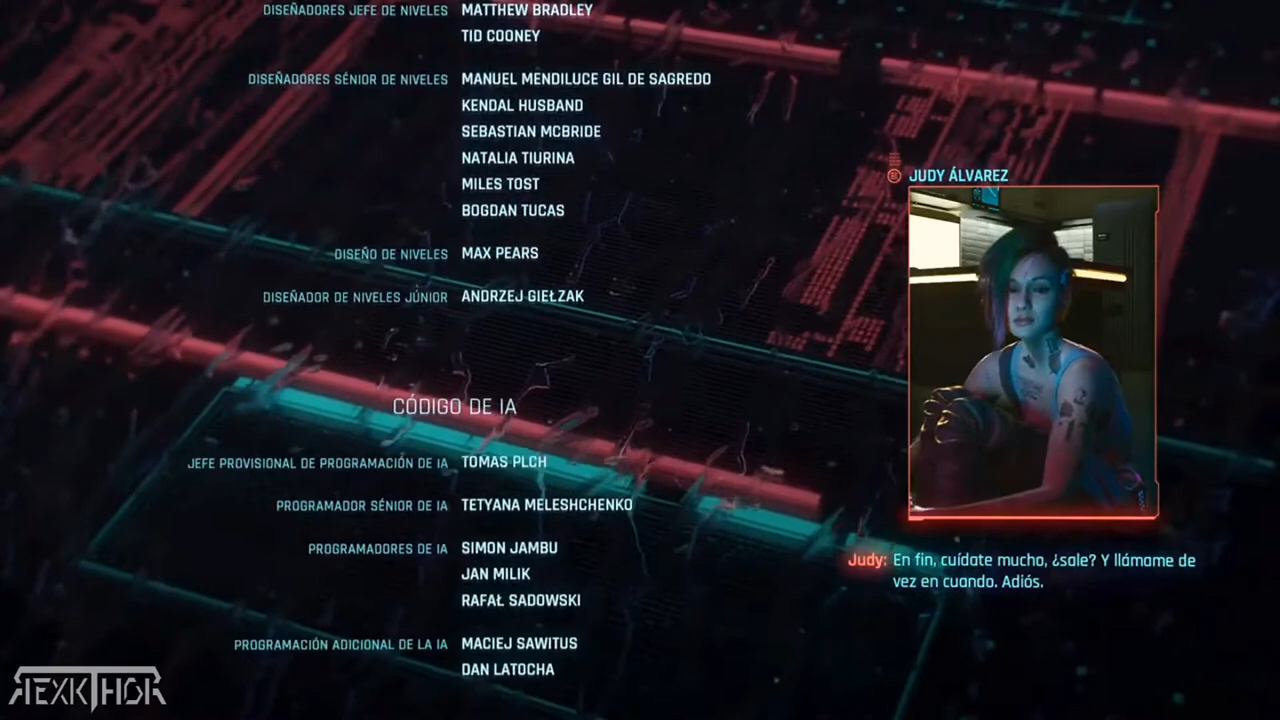 DISEÑADORES JEFE DE NIVELES MATTHEW BRADLEY
TID COONEY
DISEÑADORES SÉNIOR DE NIVELES MANUEL MENDILUCE GIL DE SAGREDO
KENDAL HUSBAND
SEBASTIAN MCBRIDE
NATALIA TIURINA
MILES TOST
BOGDAN TUCAS
DISEÑO DE NIVELES MAX PEARS
DISEÑADOR DE NIVELES JÚNIOR ANDRZEJ GIEŁZAK
CÓDIGO DE IA
JEFE PROVISIONAL DE PROGRAMACIÓN DE IA TOMAS PLCH
PROGRAMADOR SÉNIOR DE IA TETYANA MELESHCHENKO
PROGRAMADORES DE IA SIMON JAMBU
JAN MILIK
RAFAŁ SADOWSKI
PROGRAMACIÓN ADICIONAL DE LA IA MACIEJ SAWITUS
DAN LATOCHA
JUDY ÁLVAREZ
Judy: En fin, cuídate mucho, ¿sale? Y llámame de
vez en cuando. Adiós.
REXKTHOR